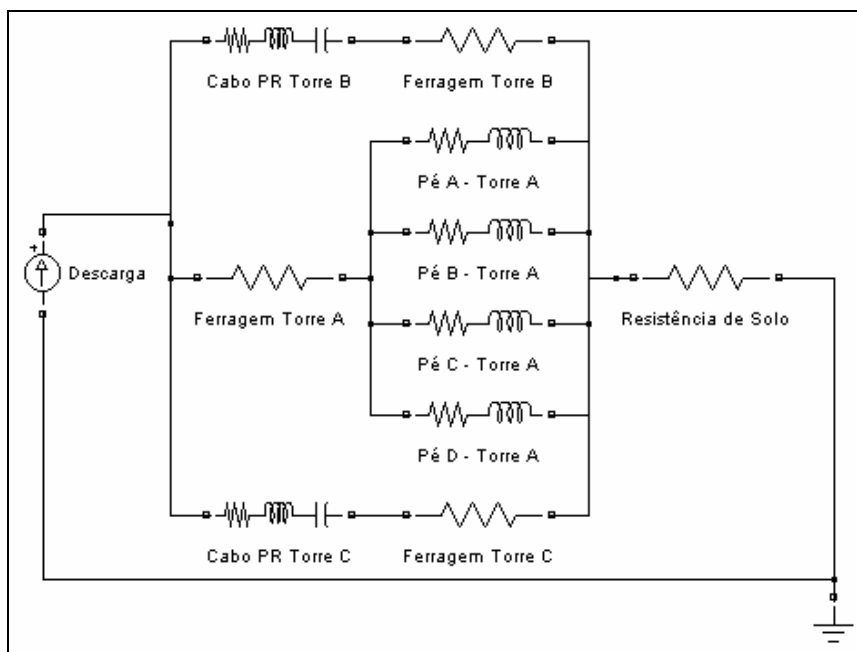 Cabo PR Torre B
Ferragem Torre B
Pé A - Torre A
Pé B - Torre A
+
Descarga
Ferragem Torre A
Resistência de Solo
Pé C - Torre A
Pé D - Torre A
Cabo PR Torre C
Ferragem Torre C